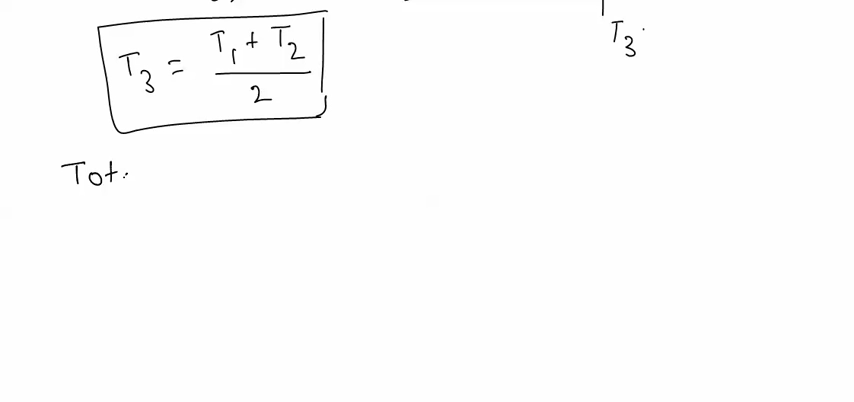 T₃ = (T₁ + T₂)/2
T₃.
Tot.